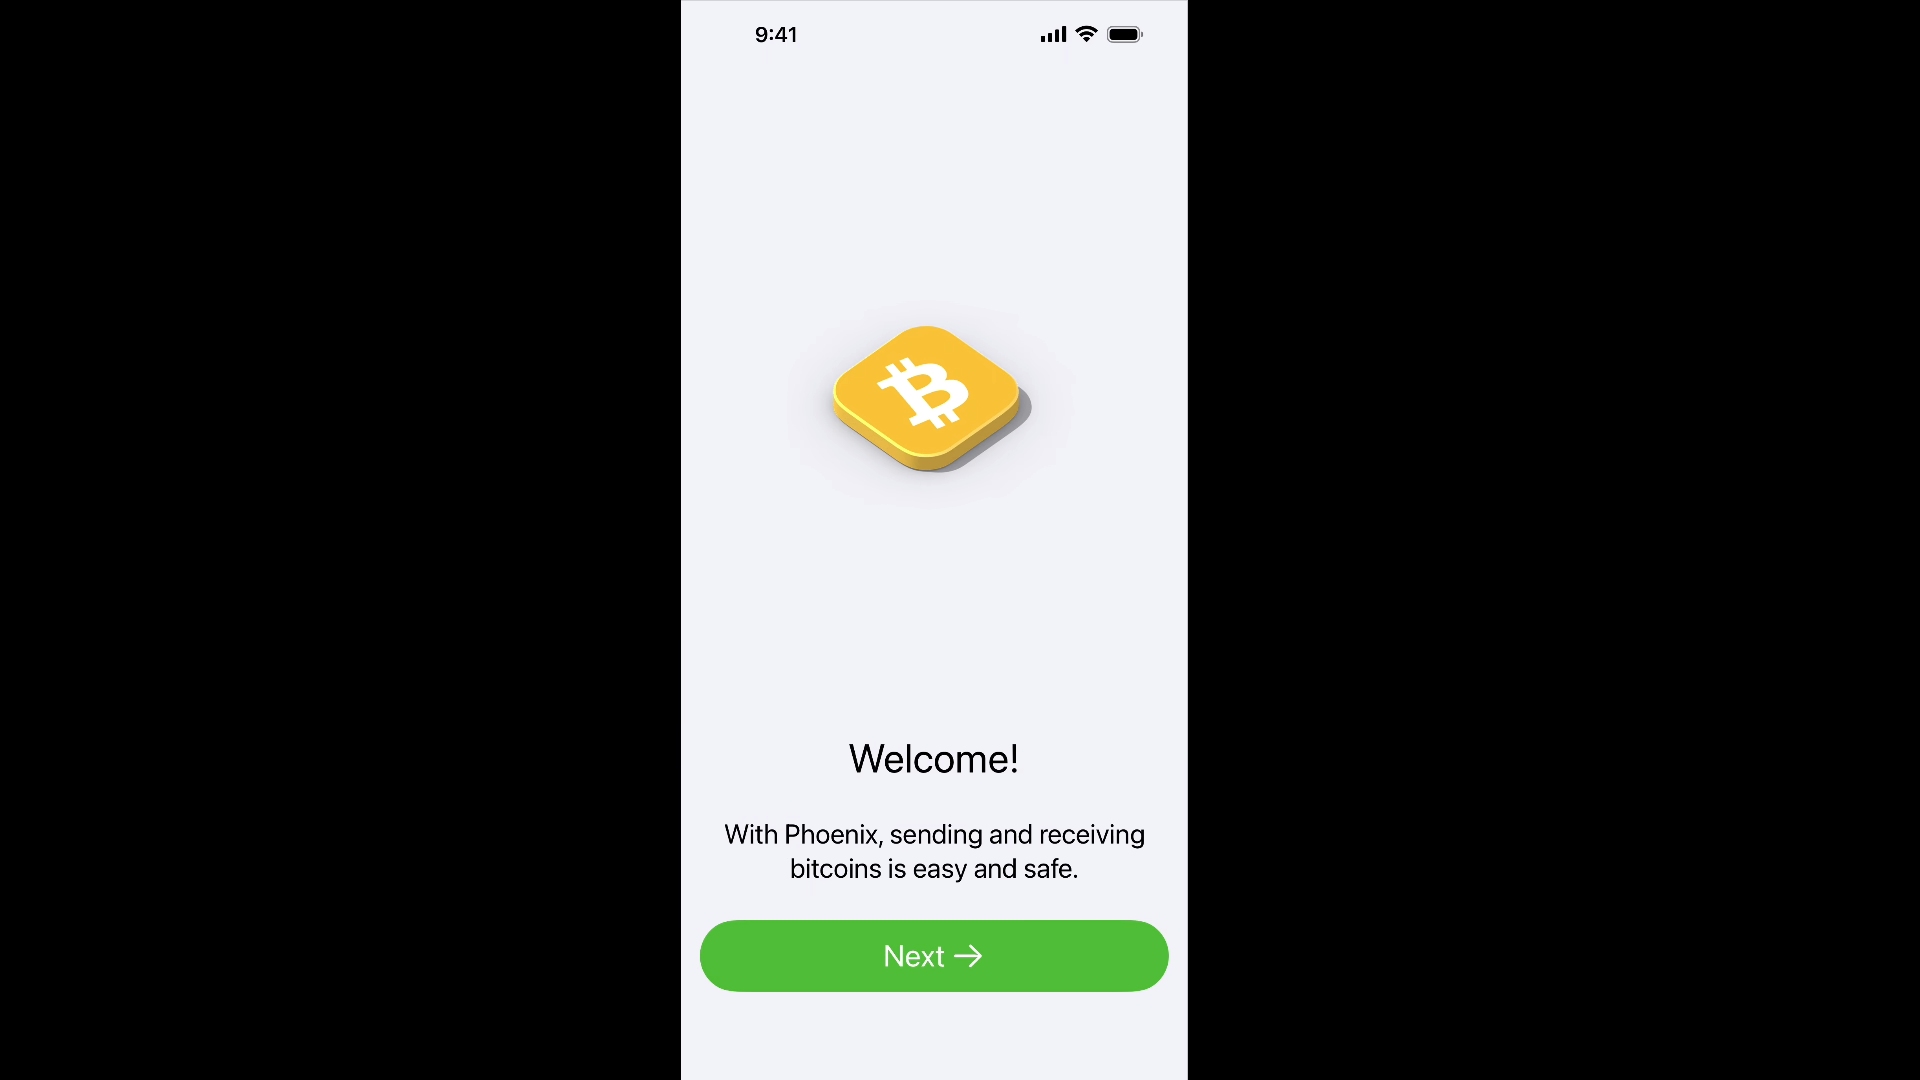 9:41
Welcome!
With Phoenix, sending and receiving
bitcoins is easy and safe.
Next →